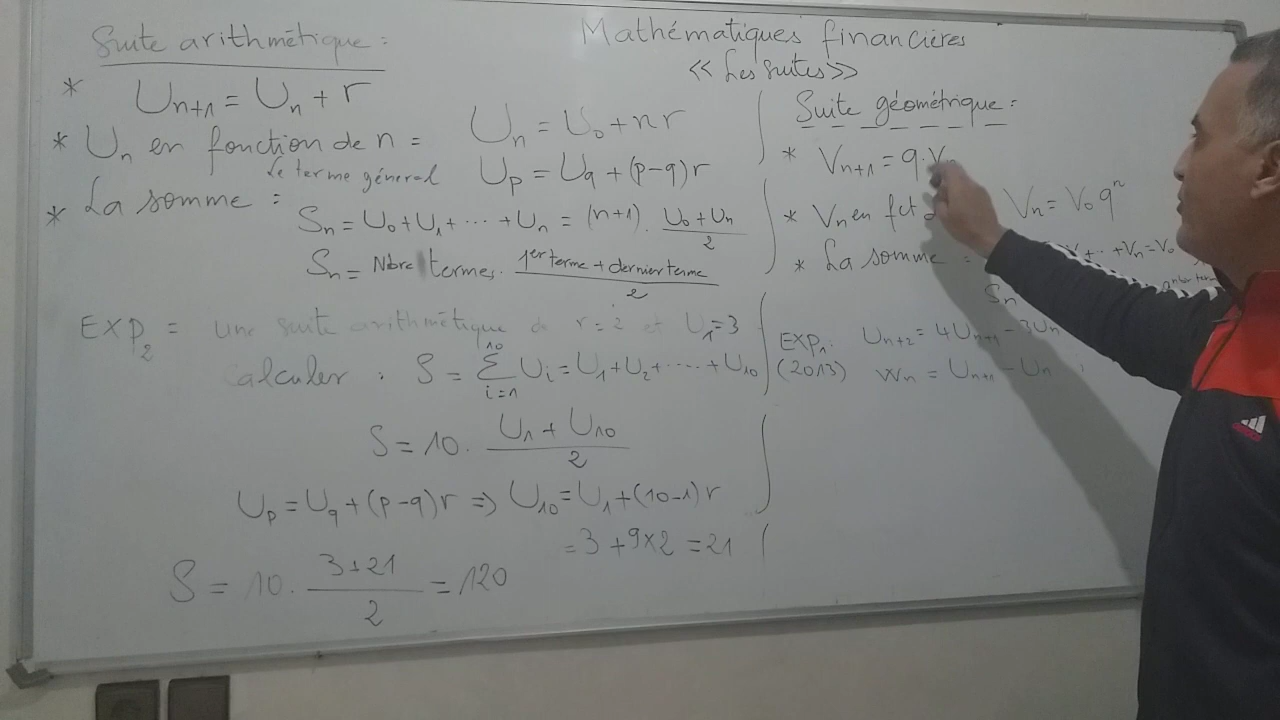 Mathématiques financières
<< Les suites >>
Suite arithmétique :
* Un+1 = Un + r
* Un en fonction de n = Un = U0 + nr
Le terme général Up = Uq + (p-q)r
* La somme : Sn = U0 + U1 + ... + Un = (n+1) . (U0 + Un)/2
Sn = Nbre termes . (1er terme + dernier terme)/2
EXP2 = une suite arithmétique de r = 2 et U1 = 3
calculer : S = Σ(i=1 à 10) Ui = U1 + U2 + ..... + U10
S = 10 . (U1 + U10)/2
Up = Uq + (p-q)r => U10 = U1 + (10-1)r
= 3 + 9x2 = 21
S = 10 . (3+21)/2 = 120
Suite géométrique :
* Vn+1 = q.V
* Vn en fct Vn = V0 q^n
* La somme : + ... + Vn = V0
Sn
EXP1 : Un+2 = 4Un+1 - 3Un
(2013) Wn = Un+1 - Un
adidas